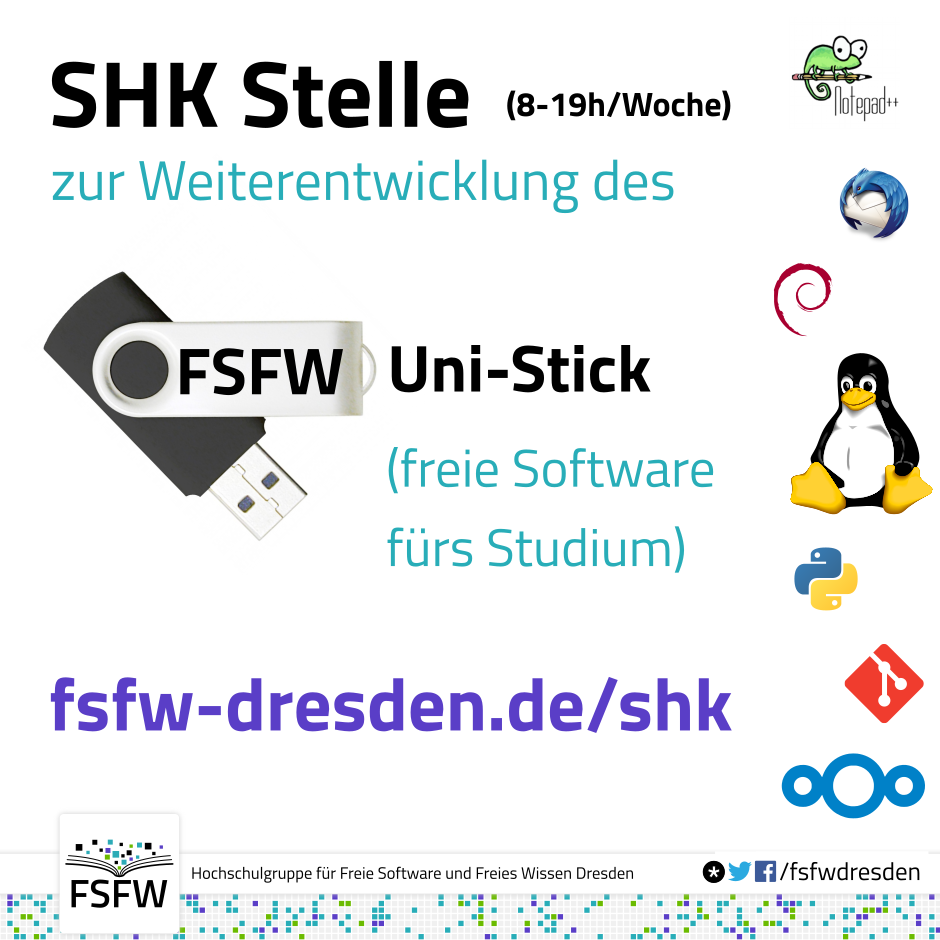 SHK Stelle (8-19h/Woche)
Notepad++
zur Weiterentwicklung des
FSFW Uni-Stick
(freie Software
fürs Studium)
fsfw-dresden.de/shk
FSFW
Hochschulgruppe für Freie Software und Freies Wissen Dresden
/fsfwdresden